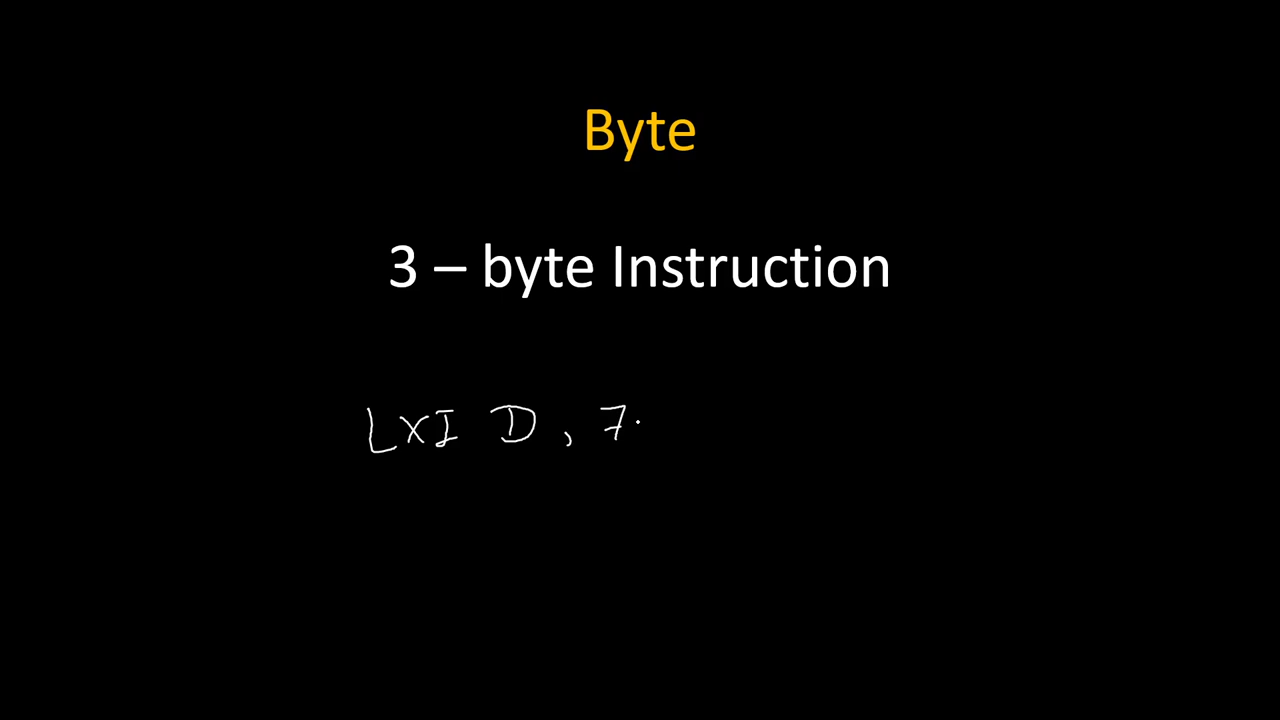 Byte
3 – byte Instruction
LXI D, 7